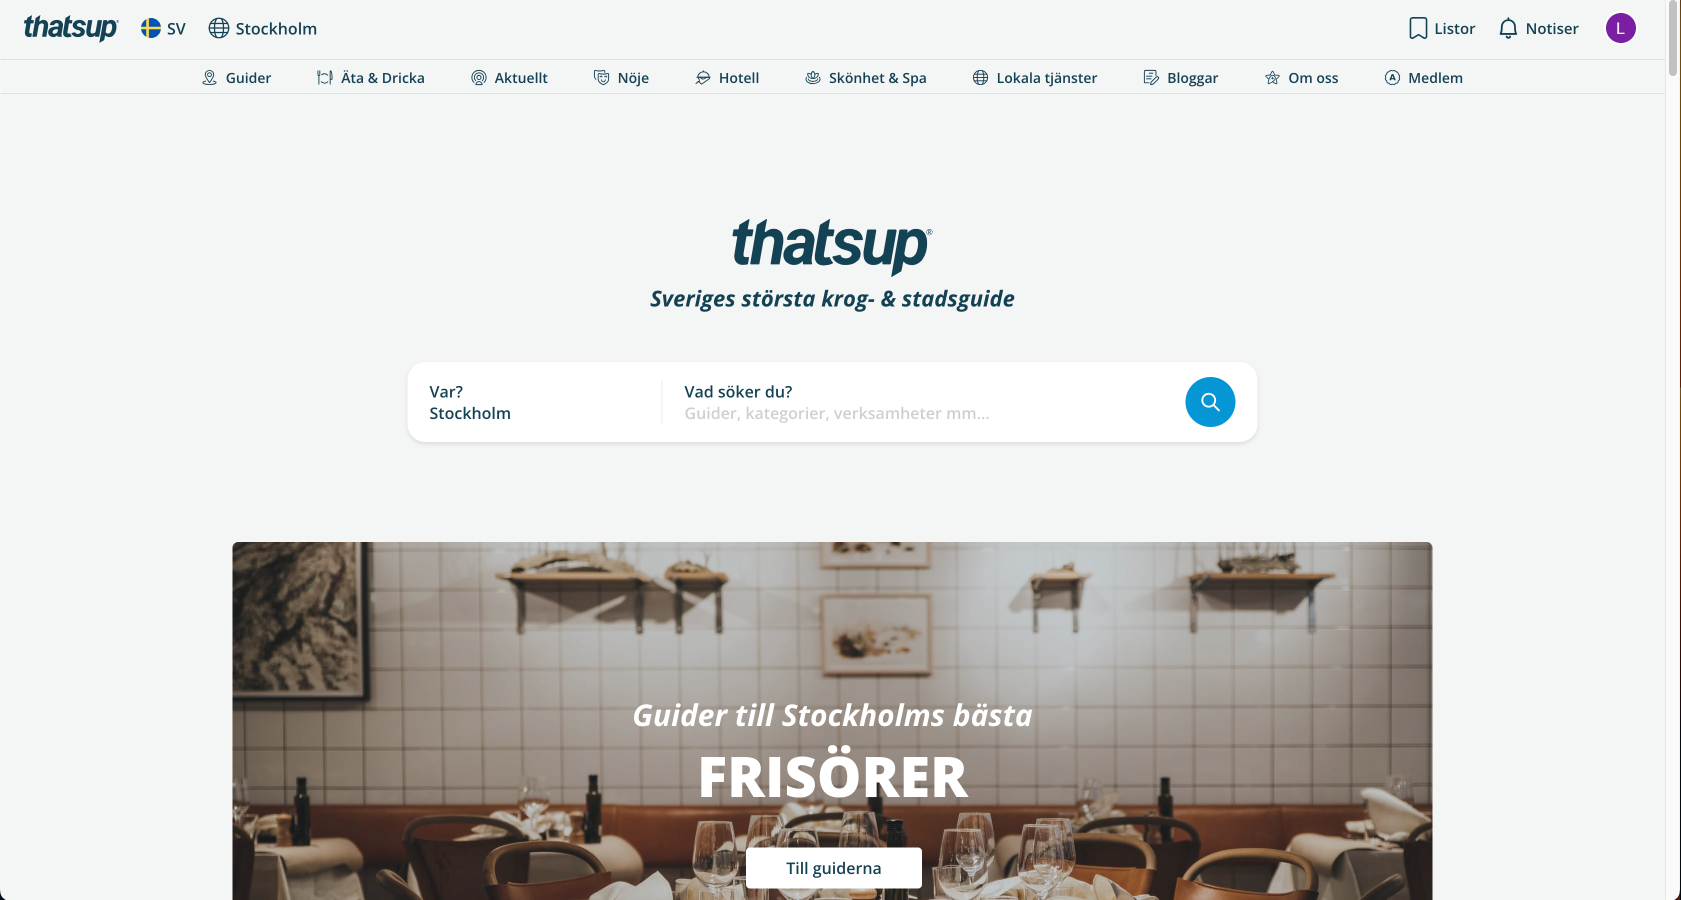 thatsup
SV
Stockholm
Listor
Notiser
L
Guider
Äta & Dricka
Aktuellt
Nöje
Hotell
Skönhet & Spa
Lokala tjänster
Bloggar
Om oss
Medlem
thatsup®
Sveriges största krog- & stadsguide
Var?
Stockholm
Vad söker du?
Guider, kategorier, verksamheter mm...
Guider till Stockholms bästa
FRISÖRER
Till guiderna